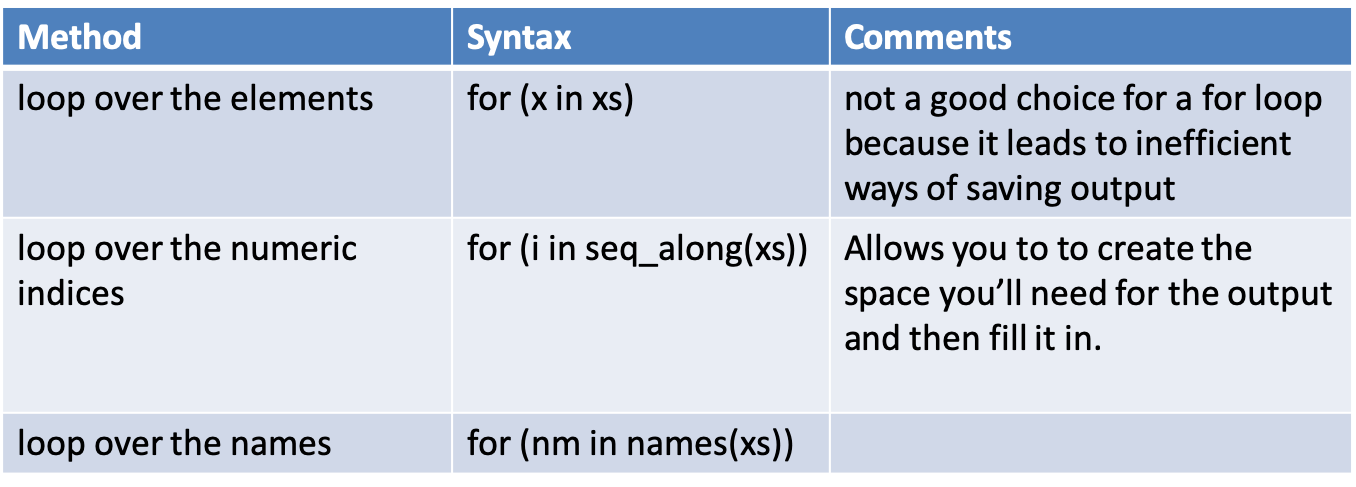 Method Syntax Comments
loop over the elements for (x in xs) not a good choice for a for loop
because it leads to inefficient
ways of saving output
loop over the numeric for (i in seq_along(xs)) Allows you to to create the
indices space you’ll need for the output
and then fill it in.
loop over the names for (nm in names(xs))